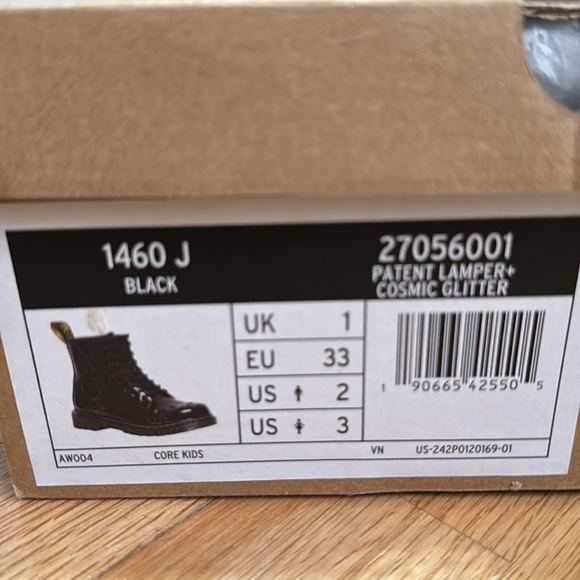 1460 J
BLACK
27056001
PATENT LAMPER+
COSMIC GLITTER
UK 1
EU 33
US 2
US 3
1 90665 42550 5
AW004 CORE KIDS VN US-242P0120169-01